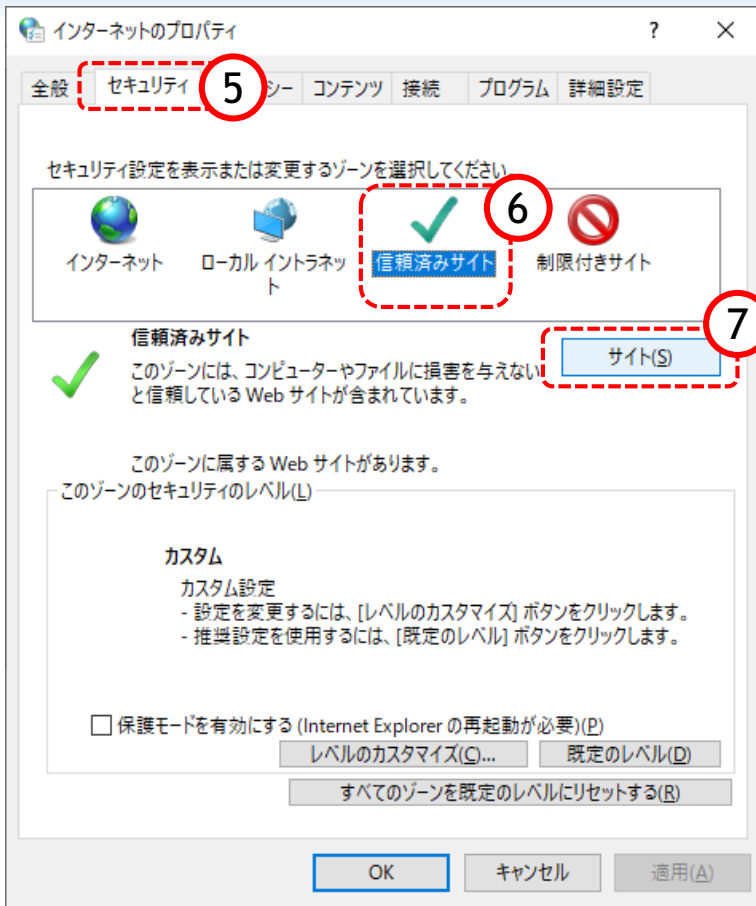 インターネットのプロパティ ? ×
全般 セキュリティ 5 シー コンテンツ 接続 プログラム 詳細設定
セキュリティ設定を表示または変更するゾーンを選択してください。
6
インターネット ローカル イントラネッ 信頼済みサイト 制限付きサイト
ト
7
信頼済みサイト
サイト(S)
このゾーンには、コンピューターやファイルに損害を与えない
と信頼している Web サイトが含まれています。
このゾーンに属する Web サイトがあります。
このゾーンのセキュリティのレベル(L)
カスタム
カスタム設定
- 設定を変更するには、[レベルのカスタマイズ] ボタンをクリックします。
- 推奨設定を使用するには、[既定のレベル] ボタンをクリックします。
保護モードを有効にする (Internet Explorer の再起動が必要)(P)
レベルのカスタマイズ(C)... 既定のレベル(D)
すべてのゾーンを既定のレベルにリセットする(R)
OK キャンセル 適用(A)